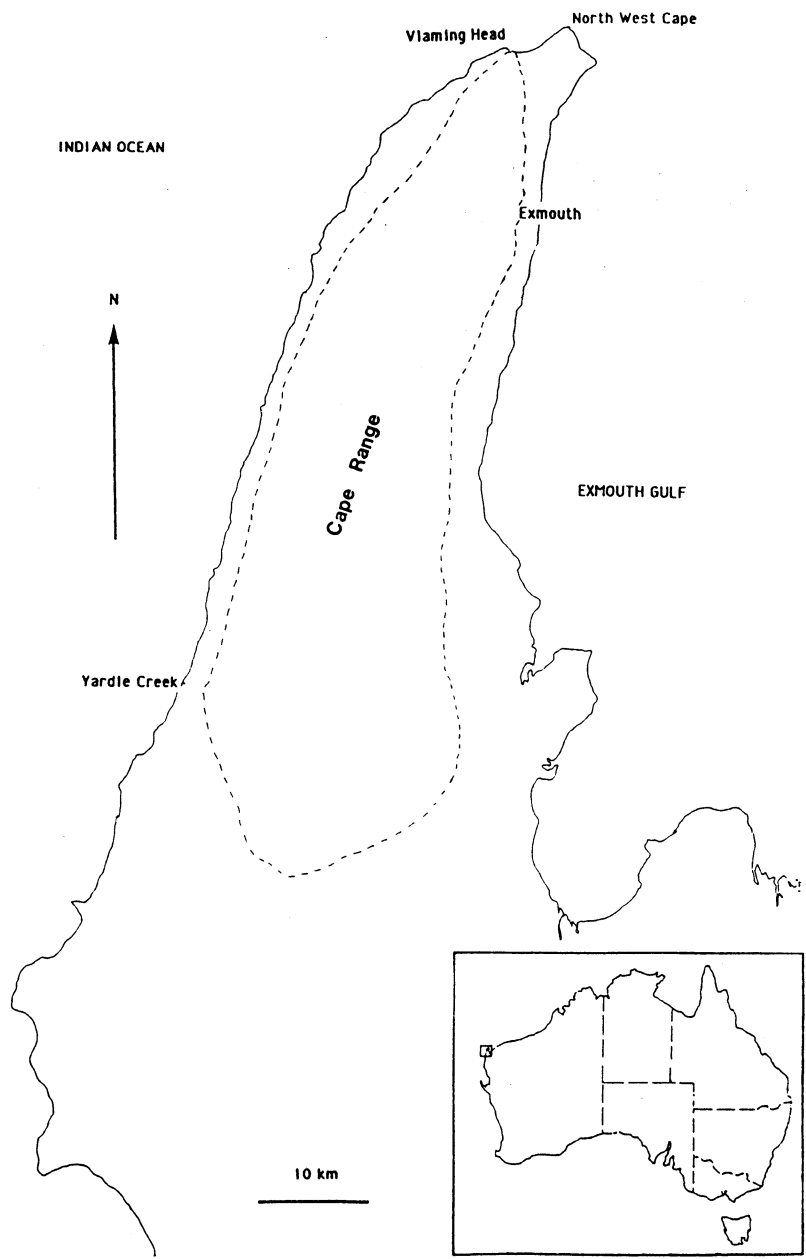 North West Cape
Vlaming Head
INDIAN OCEAN
Exmouth
N
Cape Range
EXMOUTH GULF
Yardie Creek
10 km